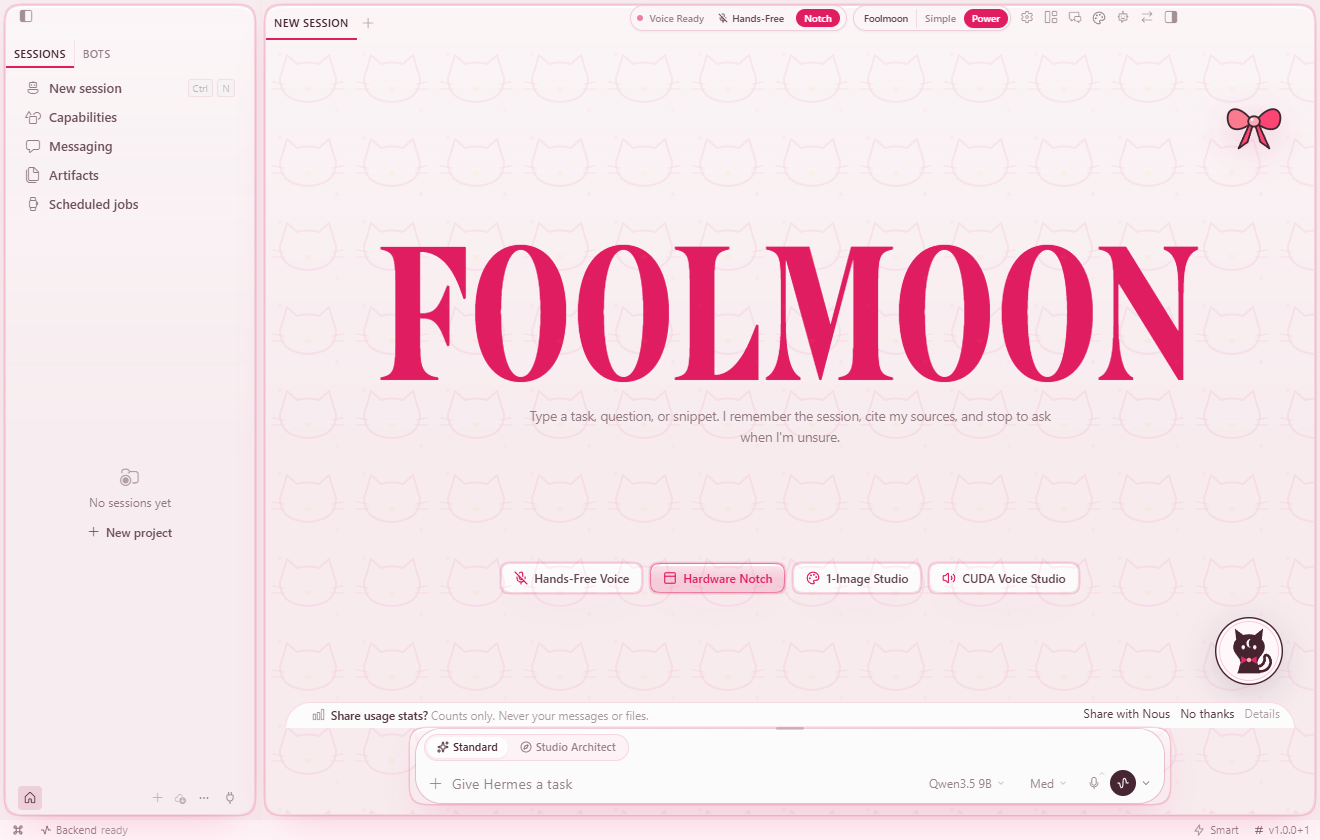 NEW SESSION
Voice Ready
Hands-Free
Notch
Foolmoon
Simple
Power
SESSIONS
BOTS
New session
Ctrl
N
Capabilities
Messaging
Artifacts
Scheduled jobs
FOOLMOON
Type a task, question, or snippet. I remember the session, cite my sources, and stop to ask
when I'm unsure.
No sessions yet
New project
Hands-Free Voice
Hardware Notch
1-Image Studio
CUDA Voice Studio
Share usage stats? Counts only. Never your messages or files.
Share with Nous
No thanks
Details
Standard
Studio Architect
Give Hermes a task
Qwen3.5 9B
Med
Backend ready
Smart
# v1.0.0+1